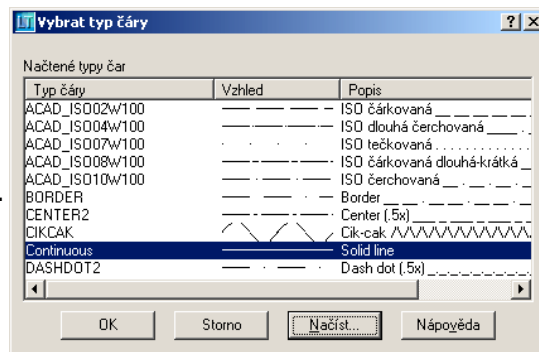 LT Vybrat typ čáry
Načtené typy čar
Typ čáry Vzhled Popis
ACAD_ISO02W100 ISO čárkovaná __ __ __ __ __
ACAD_ISO04W100 ISO dlouhá čerchovaná ____ . _
ACAD_ISO07W100 ISO tečkovaná . . . . . . . . . . .
ACAD_ISO08W100 ISO čárkovaná dlouhá-krátká __
ACAD_ISO10W100 ISO čerchovaná __ . __ . __ .
BORDER Border __ __ . __ __ . __ __ .
CENTER2 Center (.5x) ___ _ ___ _ ___ _
CIKCAK Cik-cak /\/\/\/\/\/\/\/\/\/\
Continuous Solid line
DASHDOT2 Dash dot (.5x) _._._._._._._._.
OK Storno Načíst... Nápověda